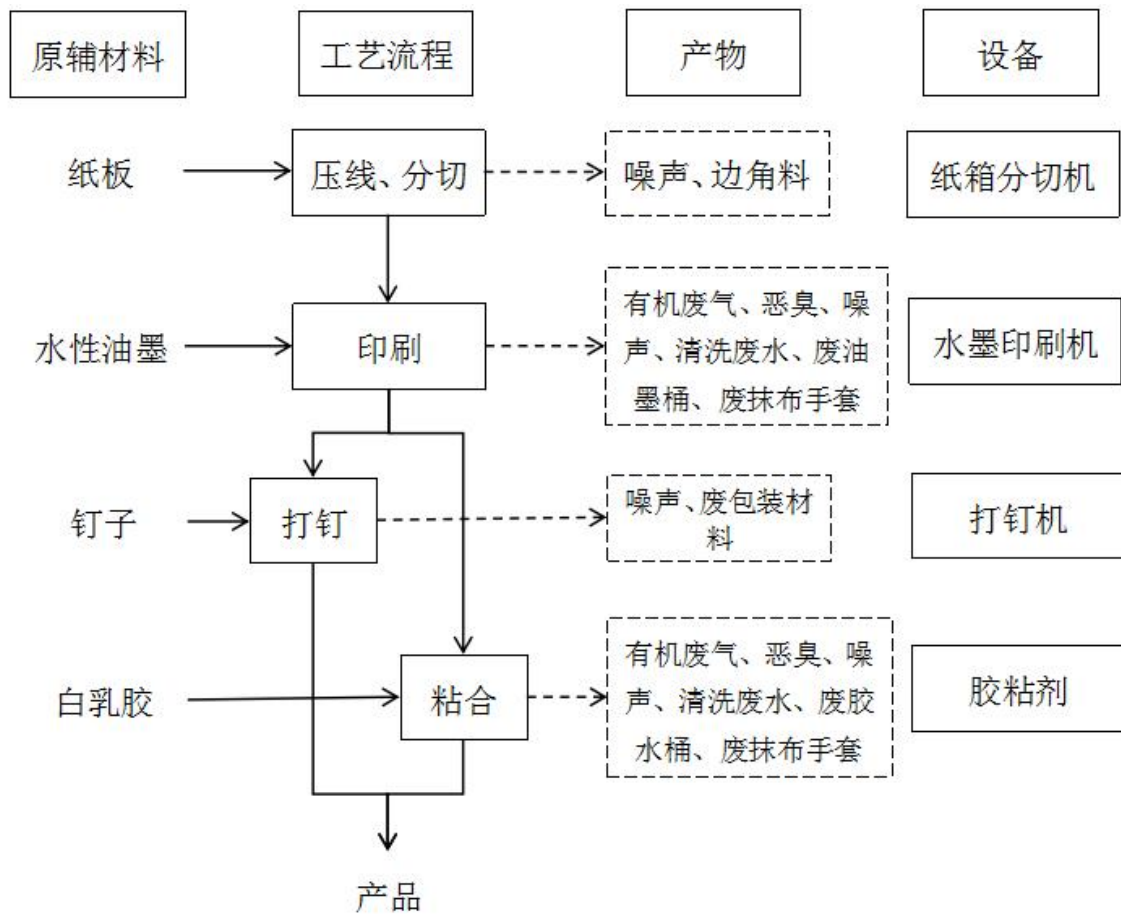 原辅材料
工艺流程
产物
设备
纸板
压线、分切
噪声、边角料
纸箱分切机
水性油墨
印刷
有机废气、恶臭、噪
声、清洗废水、废油
墨桶、废抹布手套
水墨印刷机
钉子
打钉
噪声、废包装材
料
打钉机
白乳胶
粘合
有机废气、恶臭、噪
声、清洗废水、废胶
水桶、废抹布手套
胶粘剂
产品